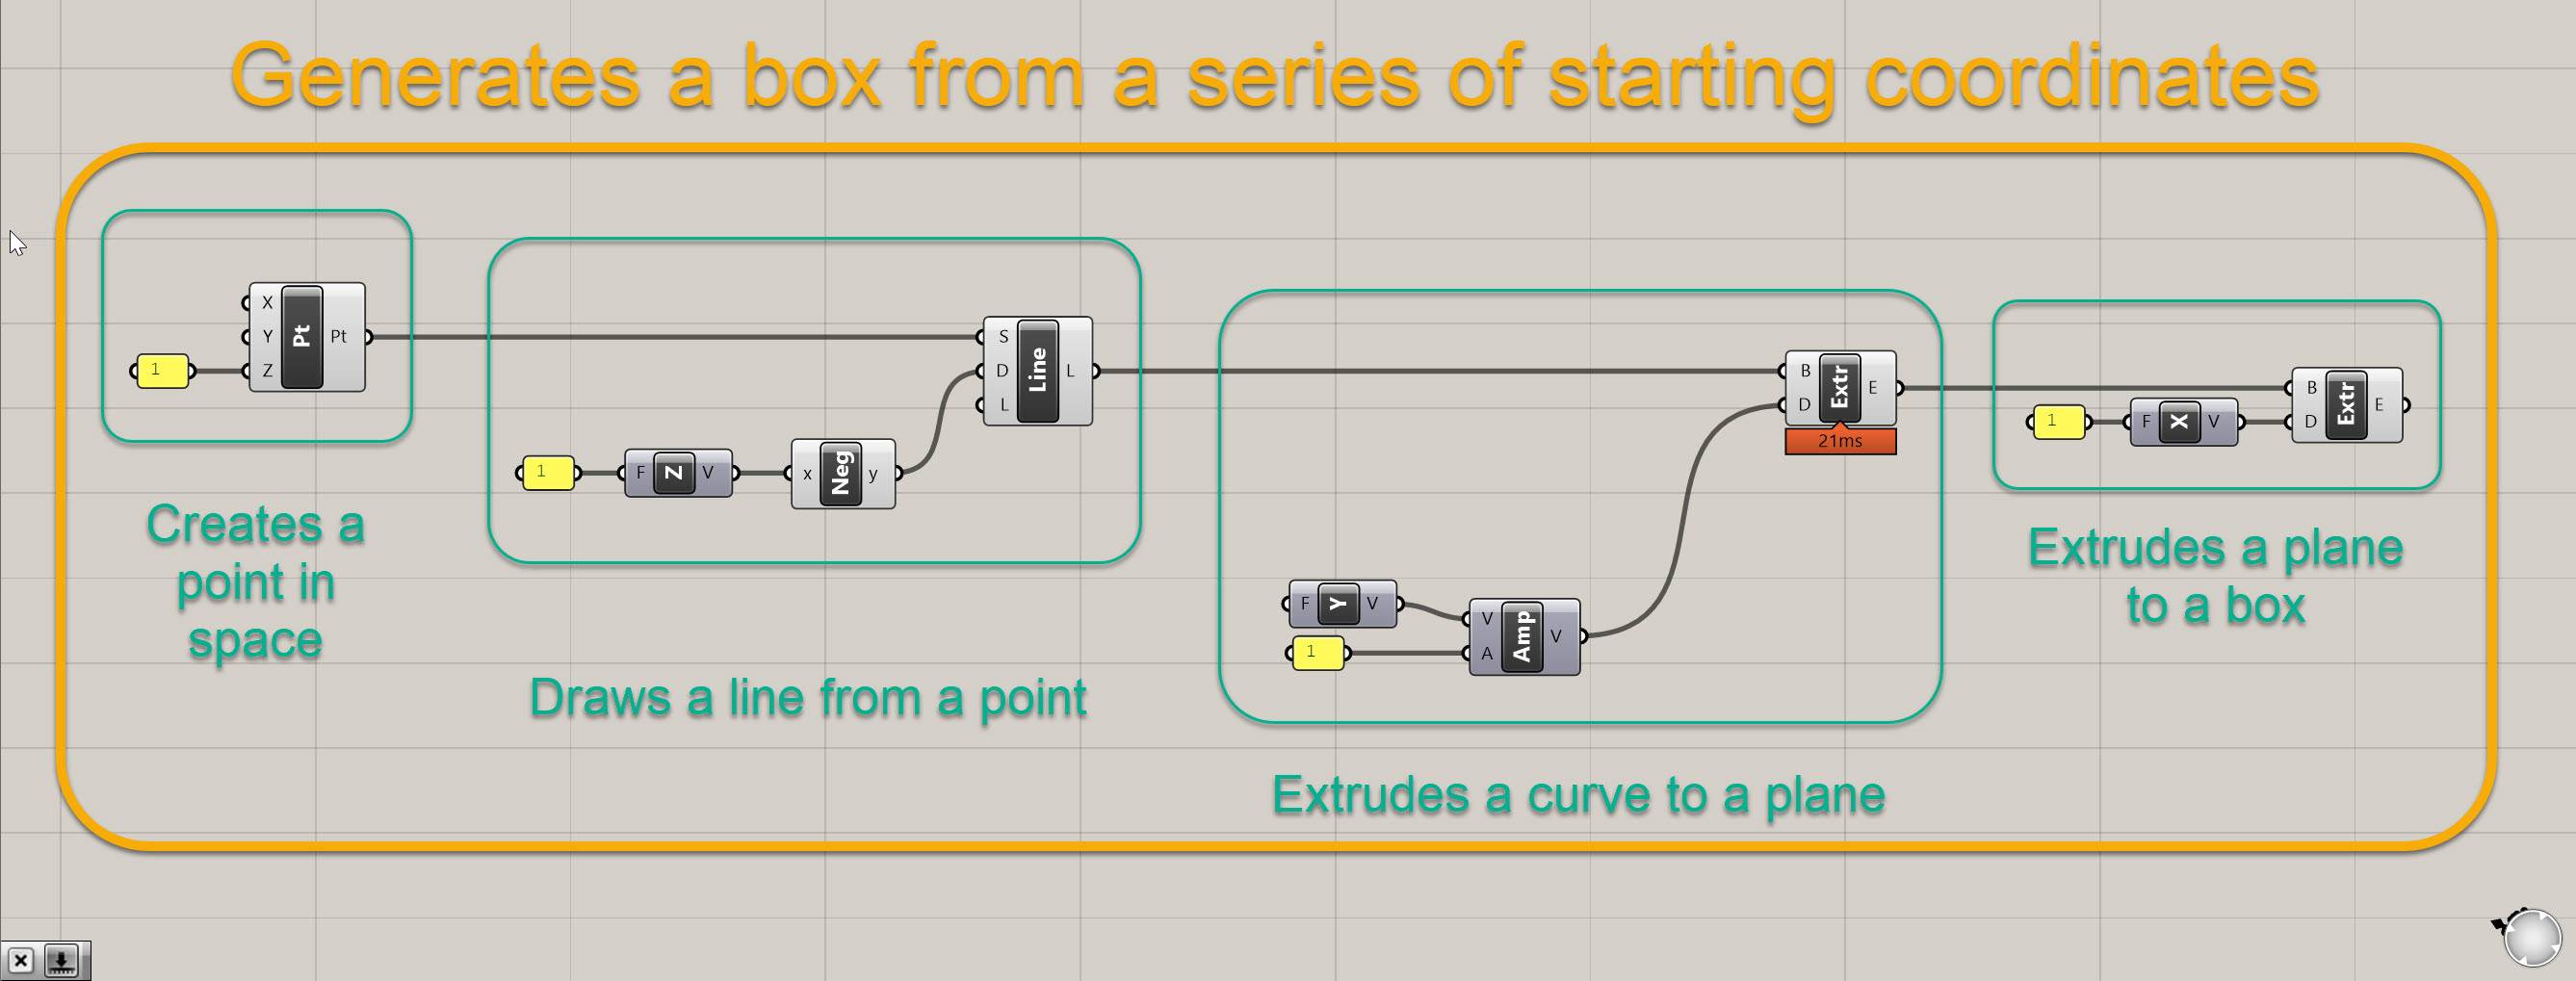 Generates a box from a series of starting coordinates
X
Y
Z
Pt
Pt
1
Creates a
point in
space
S
D
L
Line
L
1
F
Z
V
x
Neg
y
Draws a line from a point
B
D
Extr
E
21ms
F
Y
V
1
V
A
Amp
V
Extrudes a curve to a plane
1
F
X
V
B
D
Extr
E
Extrudes a plane
to a box